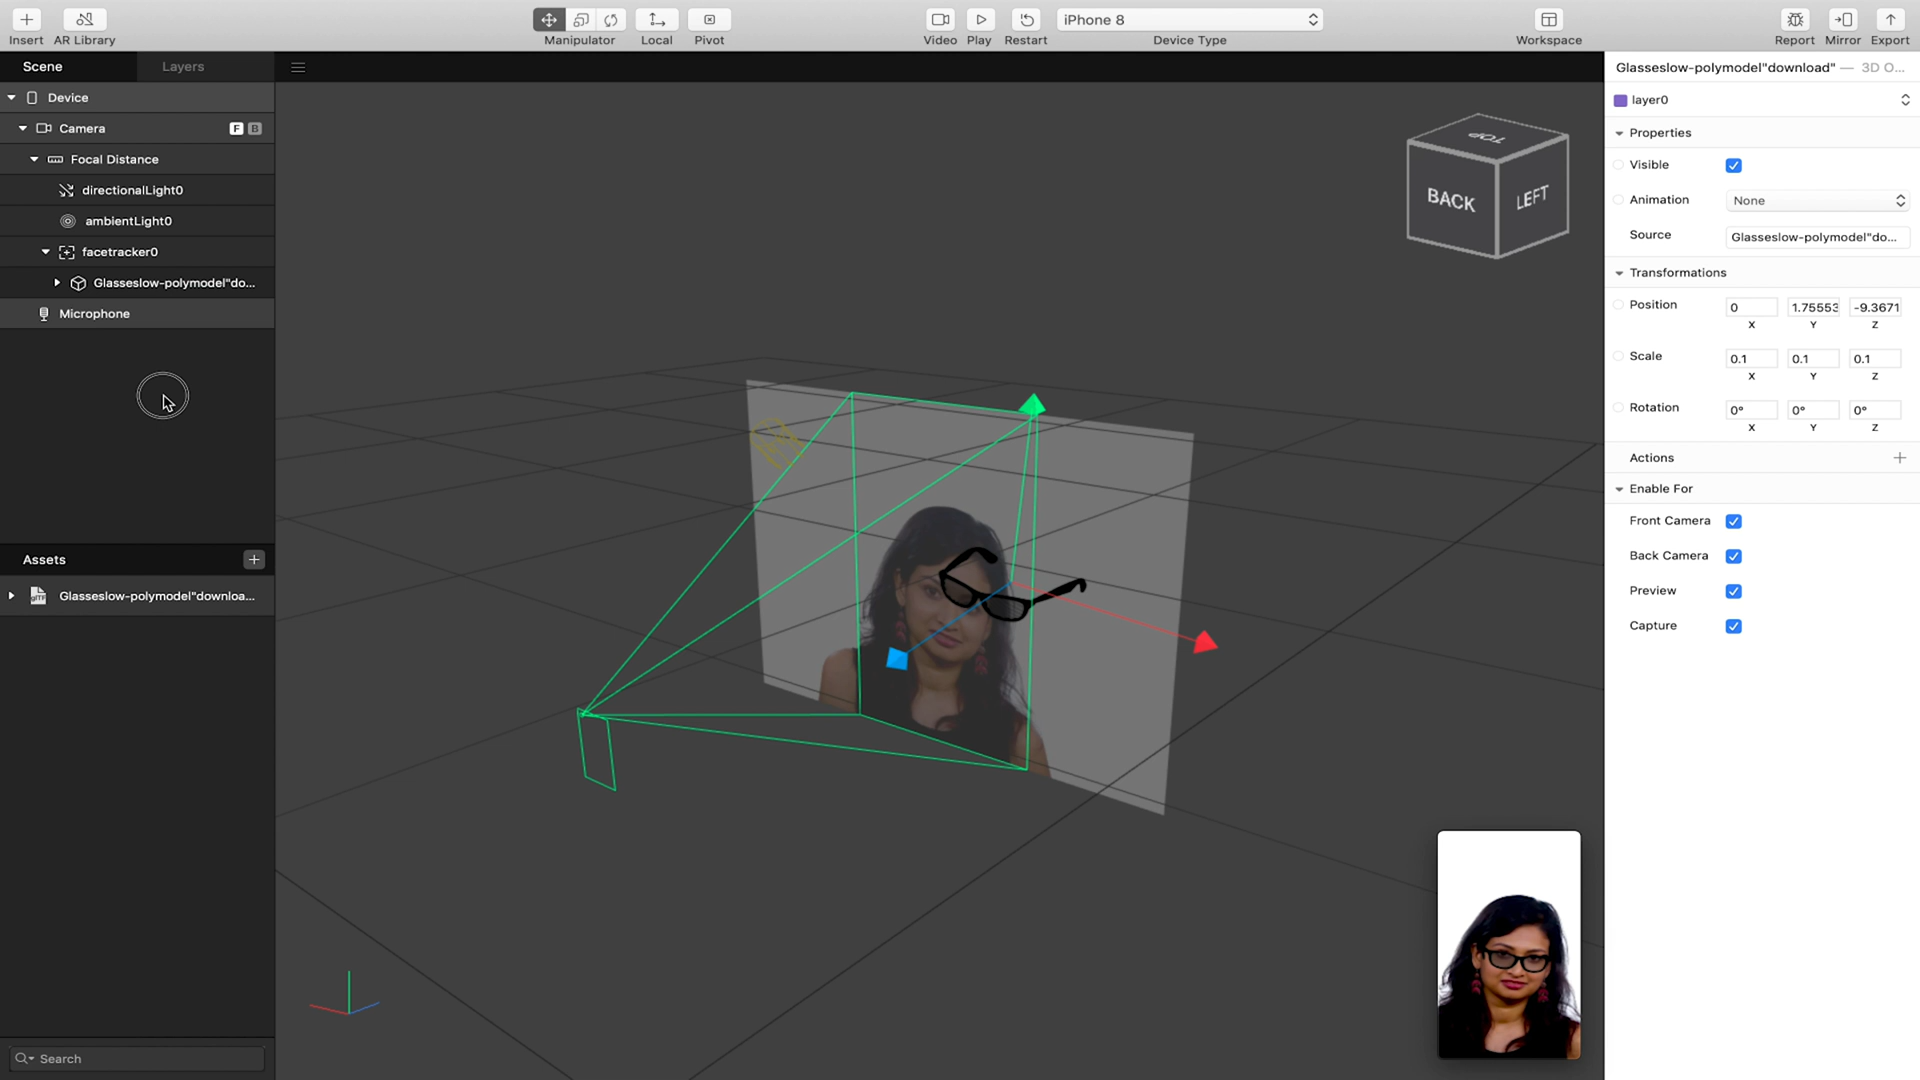 Insert
AR Library
Manipulator
Local
Pivot
Video
Play
Restart
iPhone 8
Device Type
Workspace
Report
Mirror
Export
Scene
Layers
Device
Camera
F
B
Focal Distance
directionalLight0
ambientLight0
facetracker0
Glasseslow-polymodel"do...
Microphone
Assets
Glasseslow-polymodel"downloa...
Search
TOP
BACK
LEFT
Glasseslow-polymodel"download" — 3D O...
layer0
Properties
Visible
Animation
None
Source
Glasseslow-polymodel"do...
Transformations
Position
0
1.75553
-9.3671
X
Y
Z
Scale
0.1
0.1
0.1
X
Y
Z
Rotation
0°
0°
0°
X
Y
Z
Actions
Enable For
Front Camera
Back Camera
Preview
Capture